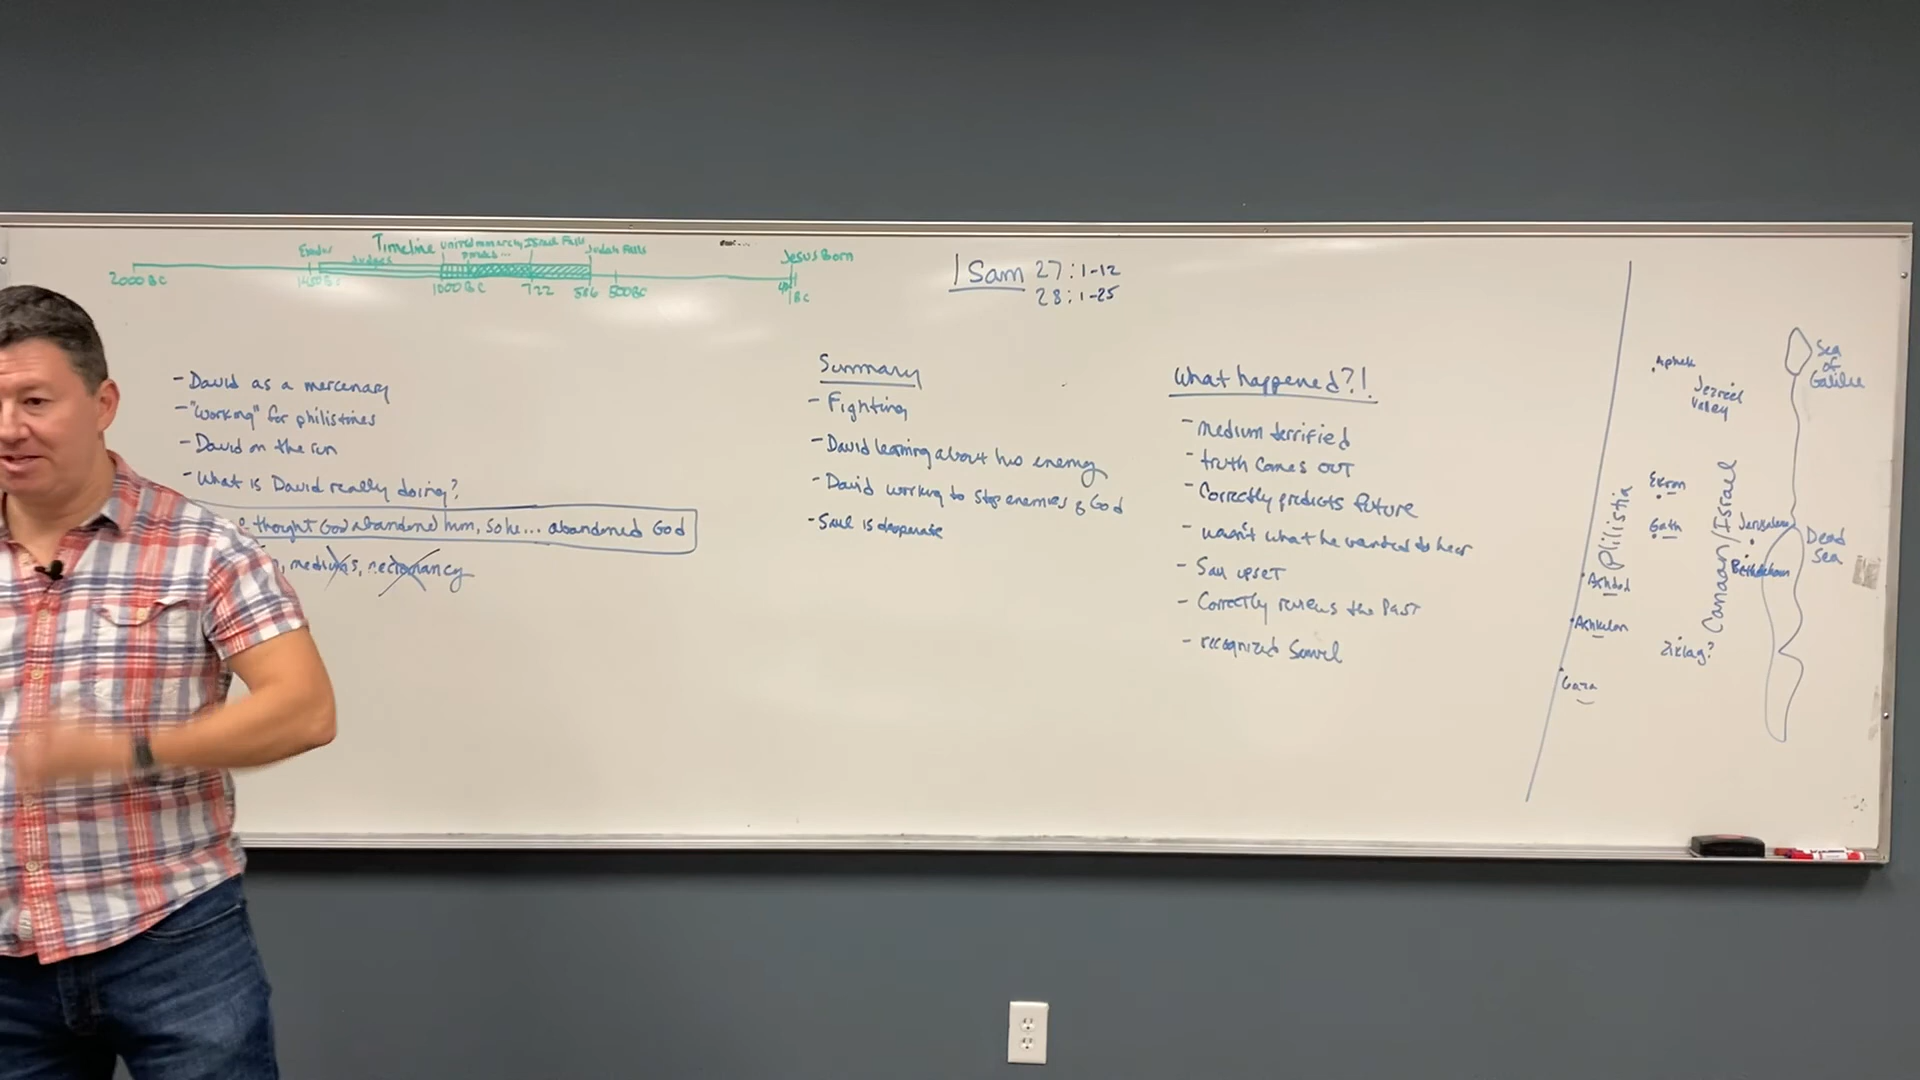 Timeline
Exodus
Judges
united monarchy
Israel Falls
Judah Falls
Jesus Born
2000 BC
1000 BC
722
586
500 BC
1 BC
1 Sam 27:1-12
28:1-25
- David as a mercenary
- "Working" for philistines
- David on the run
- What is David really doing?
thought God abandoned him, so he... abandoned God
, mediums, necromancy
Summary
- Fighting
- David learning about his enemy
- David working to stop enemies of God
- Saul is desperate
What happened?!
- medium terrified
- truth comes out
- Correctly predicts future
- wasn't what he wanted to hear
- Saul upset
- Correctly reviews the Past
- recognized Samuel
Aphek
Jezreel
Valley
Sea
of
Galilee
Plilistia
Canaan/Israel
Ekron
Gath
Jerusalem
Bethlehem
Dead
Sea
Ashdod
Ashkelon
Ziklag?
Gaza